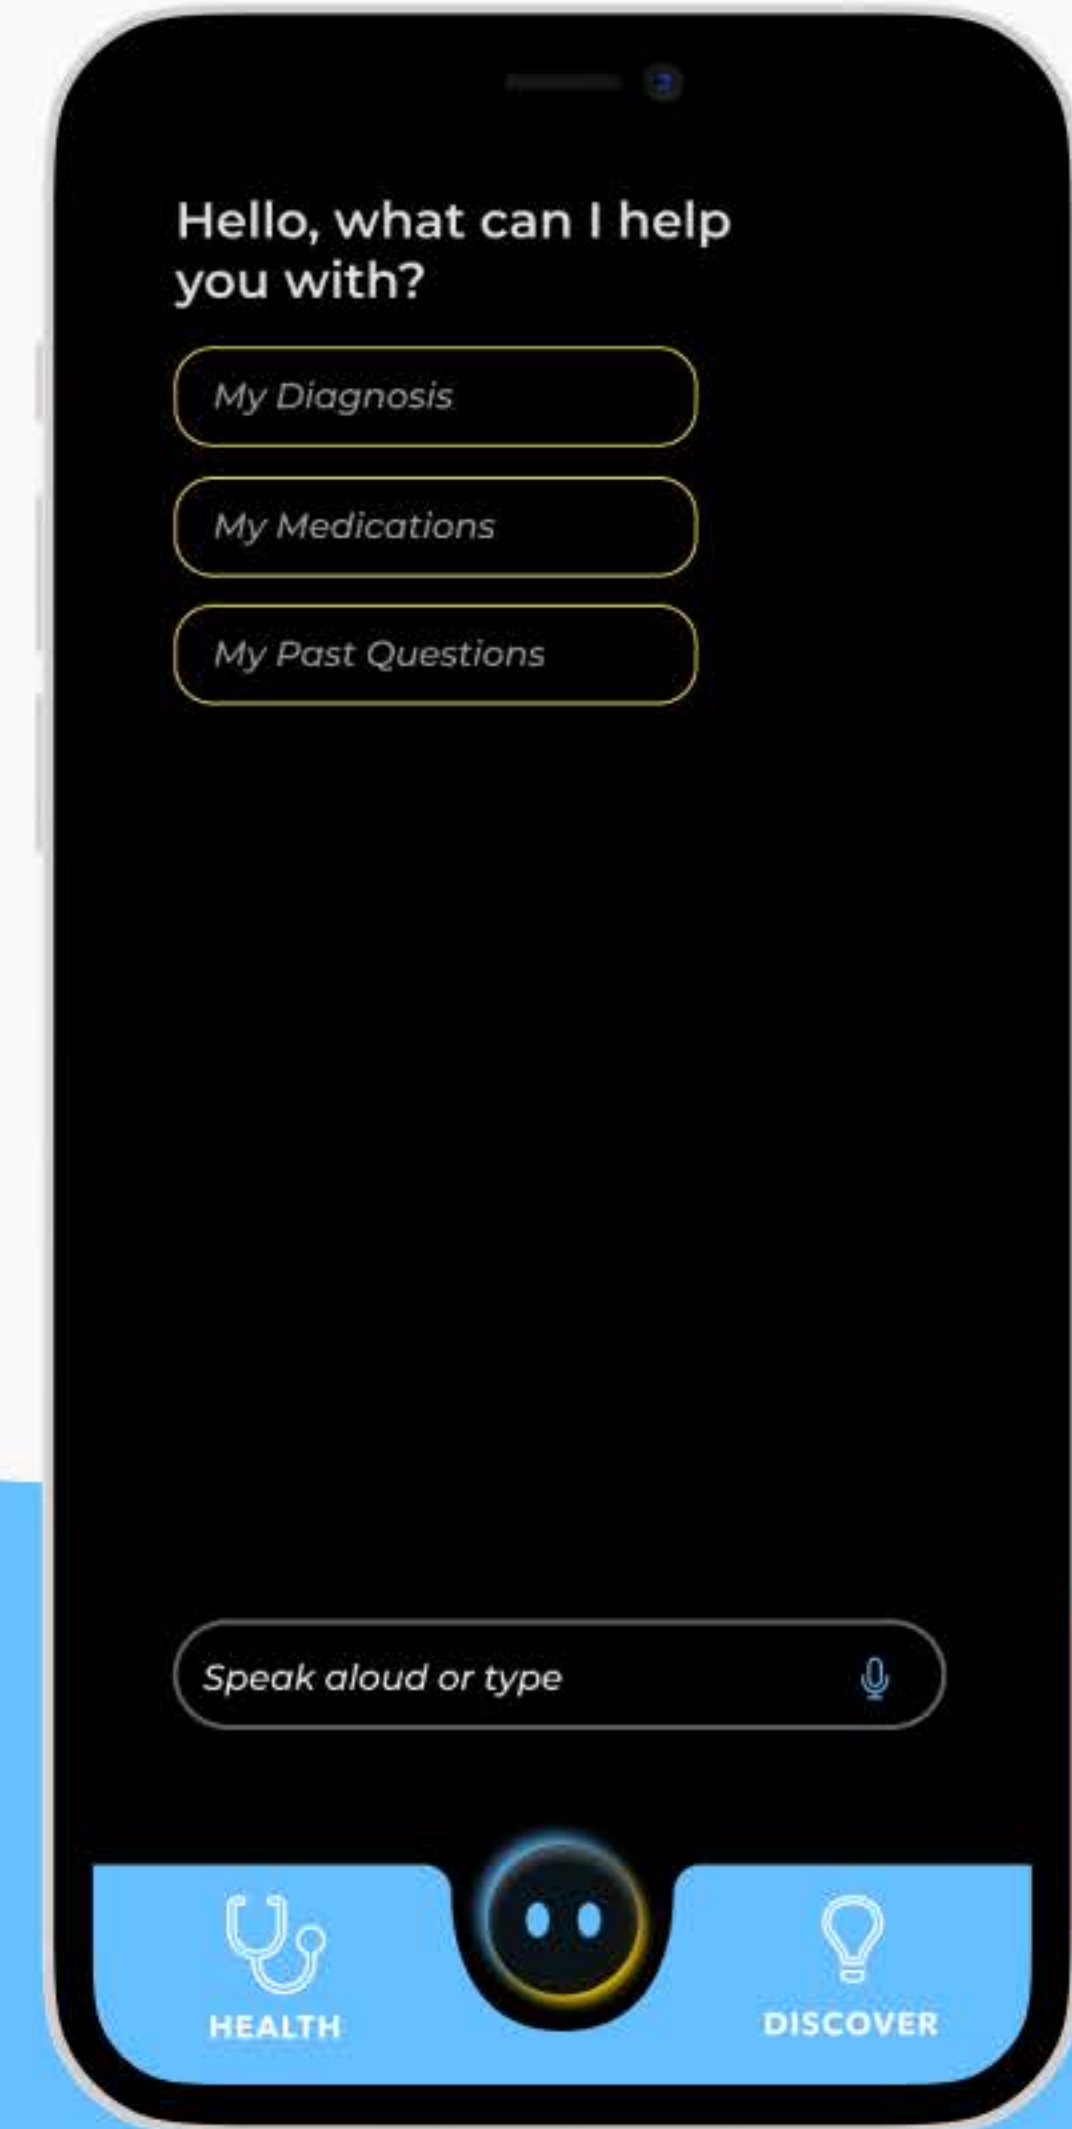 Hello, what can I help
you with?
My Diagnosis
My Medications
My Past Questions
Speak aloud or type
HEALTH
DISCOVER